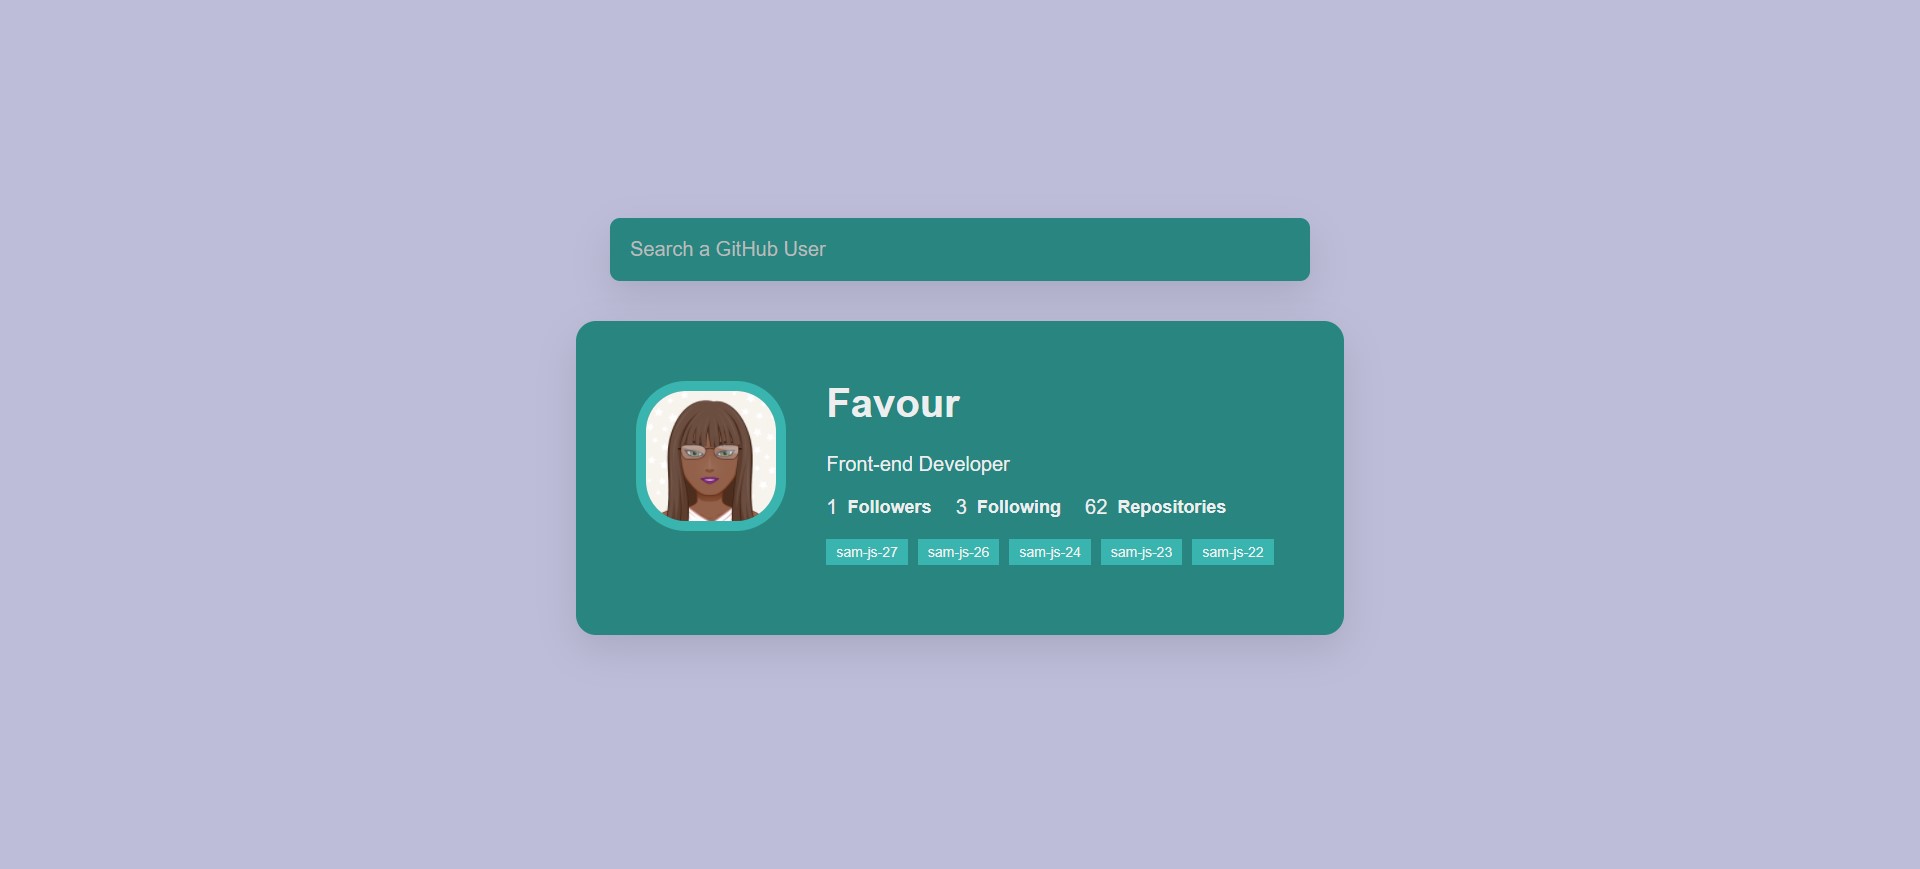 Search a GitHub User
Favour
Front-end Developer
1 Followers 3 Following 62 Repositories
sam-js-27 sam-js-26 sam-js-24 sam-js-23 sam-js-22